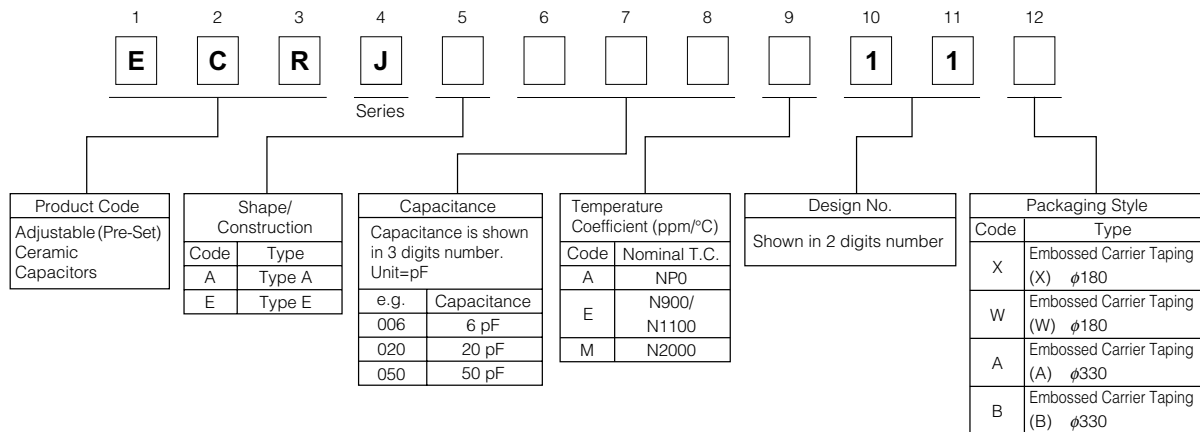 1 2 3 4 5 6 7 8 9 10 11 12
E C R J 1 1
Series
Product Code
Adjustable (Pre-Set)
Ceramic
Capacitors
Shape/
Construction
Code Type
A Type A
E Type E
Capacitance
Capacitance is shown
in 3 digits number.
Unit=pF
e.g. Capacitance
006 6 pF
020 20 pF
050 50 pF
Temperature
Coefficient (ppm/°C)
Code Nominal T.C.
A NP0
E N900/
N1100
M N2000
Design No.
Shown in 2 digits number
Packaging Style
Code Type
X Embossed Carrier Taping
(X) ϕ180
W Embossed Carrier Taping
(W) ϕ180
A Embossed Carrier Taping
(A) ϕ330
B Embossed Carrier Taping
(B) ϕ330